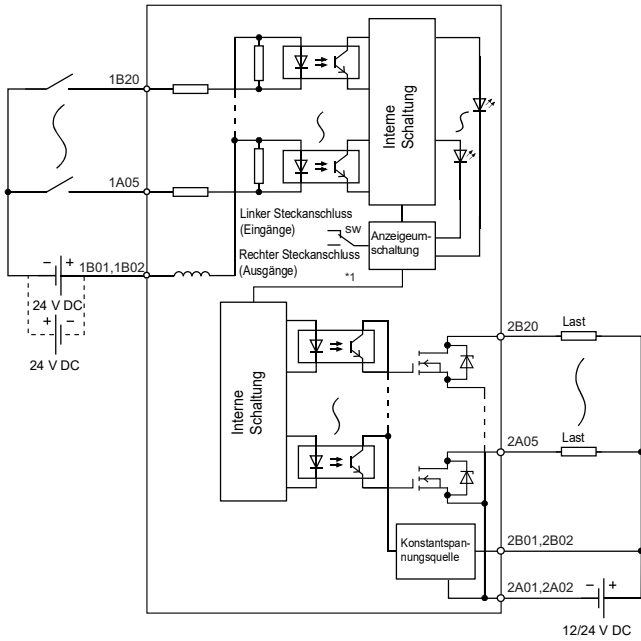 1B20
Interne
Schaltung
1A05
Linker Steckanschluss
(Eingänge)
SW
Rechter Steckanschluss
(Ausgänge)
Anzeigeum-
schaltung
*1
1B01,1B02
– +
24 V DC
+ –
24 V DC
Interne
Schaltung
2B20
Last
2A05
Last
Konstantspan-
nungsquelle
2B01,2B02
2A01,2A02
– +
12/24 V DC